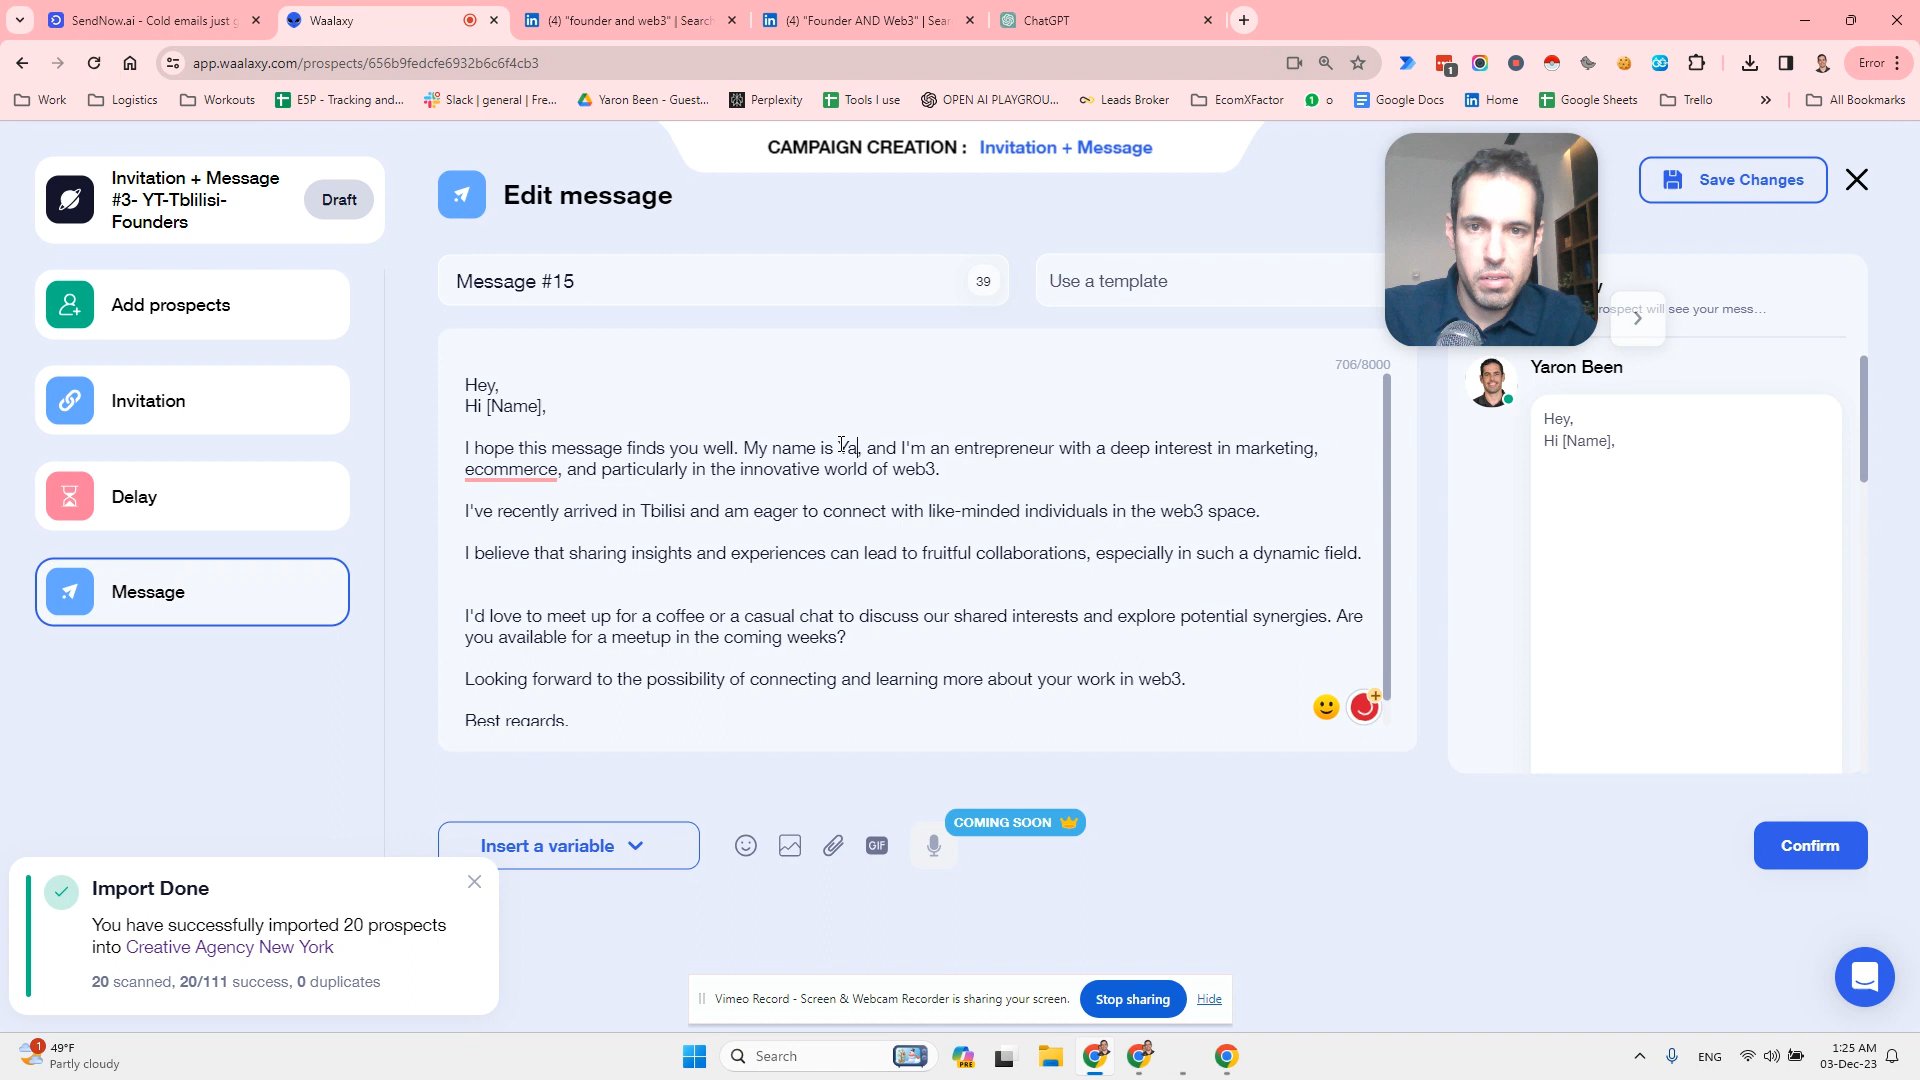 SendNow.ai - Cold emails just g
Waalaxy
(4) "founder and web3" | Search
(4) "Founder AND Web3" | Sear
ChatGPT
app.waalaxy.com/prospects/656b9fedcfe6932b6c6f4cb3
1
Error
Work
Logistics
Workouts
E5P - Tracking and...
Slack | general | Fre...
Yaron Been - Guest...
Perplexity
Tools I use
OPEN AI PLAYGROU...
Leads Broker
EcomXFactor
1 o
Google Docs
Home
Google Sheets
Trello
All Bookmarks
CAMPAIGN CREATION : Invitation + Message
Invitation + Message
#3- YT-Tblilisi-
Founders
Draft
Edit message
Save Changes
Add prospects
Invitation
Delay
Message
Message #15
39
Use a template
706/8000
Hey,
Hi [Name],
I hope this message finds you well. My name is Ya, and I'm an entrepreneur with a deep interest in marketing,
ecommerce, and particularly in the innovative world of web3.
I've recently arrived in Tbilisi and am eager to connect with like-minded individuals in the web3 space.
I believe that sharing insights and experiences can lead to fruitful collaborations, especially in such a dynamic field.
I'd love to meet up for a coffee or a casual chat to discuss our shared interests and explore potential synergies. Are
you available for a meetup in the coming weeks?
Looking forward to the possibility of connecting and learning more about your work in web3.
Best regards,
will see your mess...
Yaron Been
Hey,
Hi [Name],
Insert a variable
GIF
COMING SOON
Confirm
Import Done
You have successfully imported 20 prospects
into Creative Agency New York
20 scanned, 20/111 success, 0 duplicates
Vimeo Record - Screen & Webcam Recorder is sharing your screen.
Stop sharing
Hide
1
49°F
Partly cloudy
Search
PRE
ENG
1:25 AM
03-Dec-23